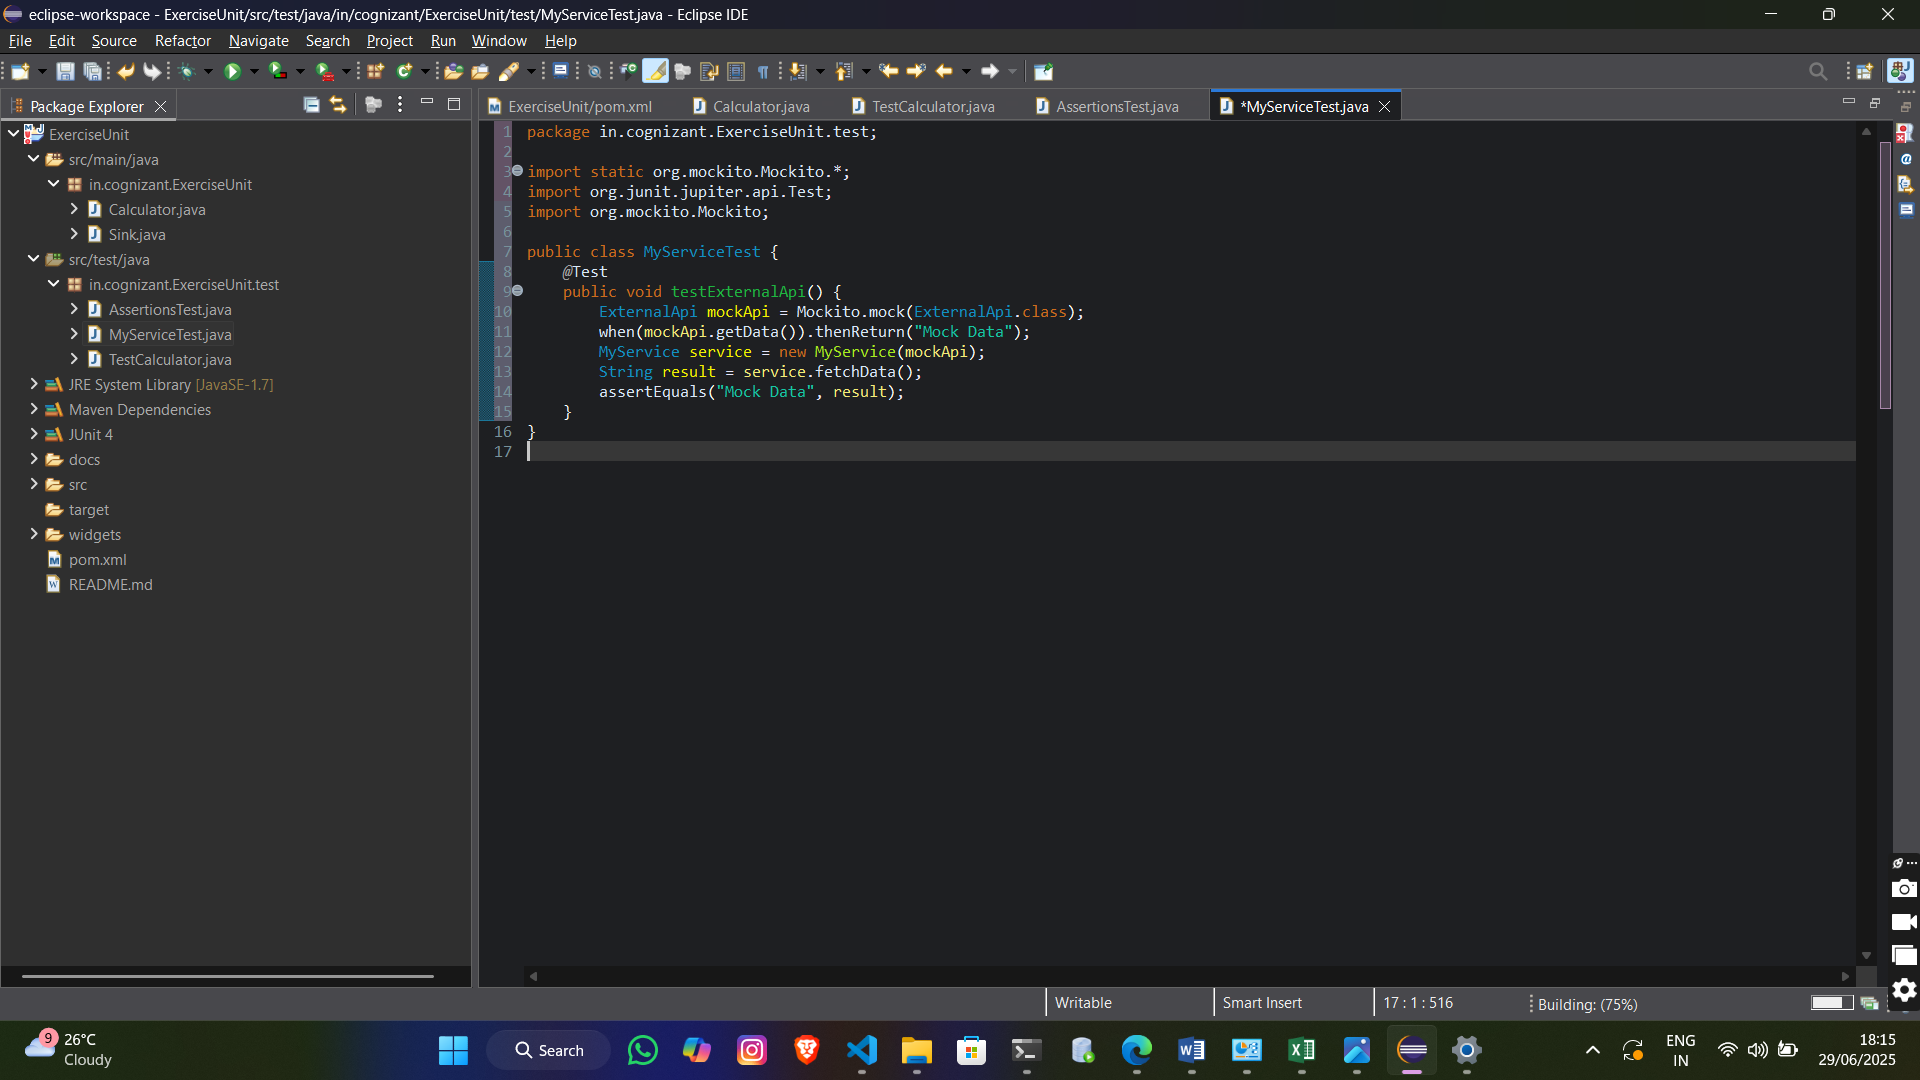 eclipse-workspace - ExerciseUnit/src/test/java/in/cognizant/ExerciseUnit/test/MyServiceTest.java - Eclipse IDE
File Edit Source Refactor Navigate Search Project Run Window Help
Package Explorer
ExerciseUnit/pom.xml Calculator.java TestCalculator.java AssertionsTest.java *MyServiceTest.java
ExerciseUnit
src/main/java
in.cognizant.ExerciseUnit
Calculator.java
Sink.java
src/test/java
in.cognizant.ExerciseUnit.test
AssertionsTest.java
MyServiceTest.java
TestCalculator.java
JRE System Library [JavaSE-1.7]
Maven Dependencies
JUnit 4
docs
src
target
widgets
pom.xml
README.md
1 package in.cognizant.ExerciseUnit.test;
2
3 import static org.mockito.Mockito.*;
4 import org.junit.jupiter.api.Test;
5 import org.mockito.Mockito;
6
7 public class MyServiceTest {
8 @Test
9 public void testExternalApi() {
10 ExternalApi mockApi = Mockito.mock(ExternalApi.class);
11 when(mockApi.getData()).thenReturn("Mock Data");
12 MyService service = new MyService(mockApi);
13 String result = service.fetchData();
14 assertEquals("Mock Data", result);
15 }
16 }
17
Writable Smart Insert 17 : 1 : 516 Building: (75%)
9 26°C
Cloudy
Search
ENG
IN
18:15
29/06/2025